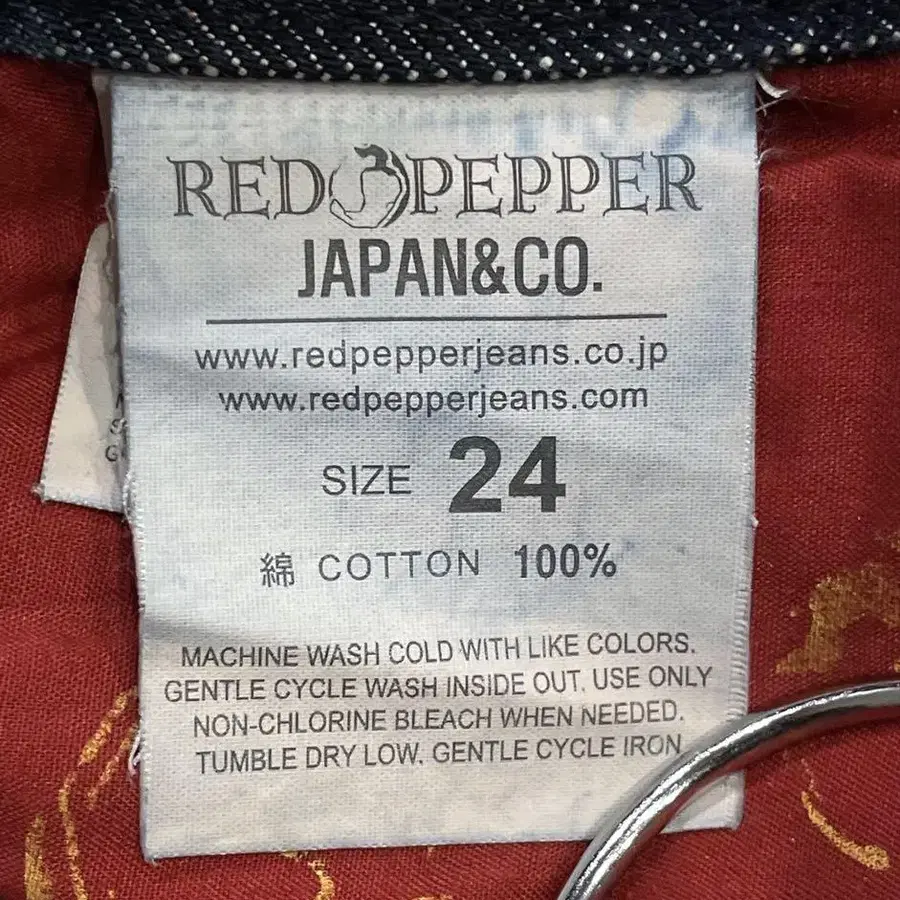 RED PEPPER
JAPAN&CO.
www.redpepperjeans.co.jp
www.redpepperjeans.com
SIZE 24
綿 COTTON 100%
MACHINE WASH COLD WITH LIKE COLORS.
GENTLE CYCLE WASH INSIDE OUT. USE ONLY
NON-CHLORINE BLEACH WHEN NEEDED.
TUMBLE DRY LOW. GENTLE CYCLE IRON